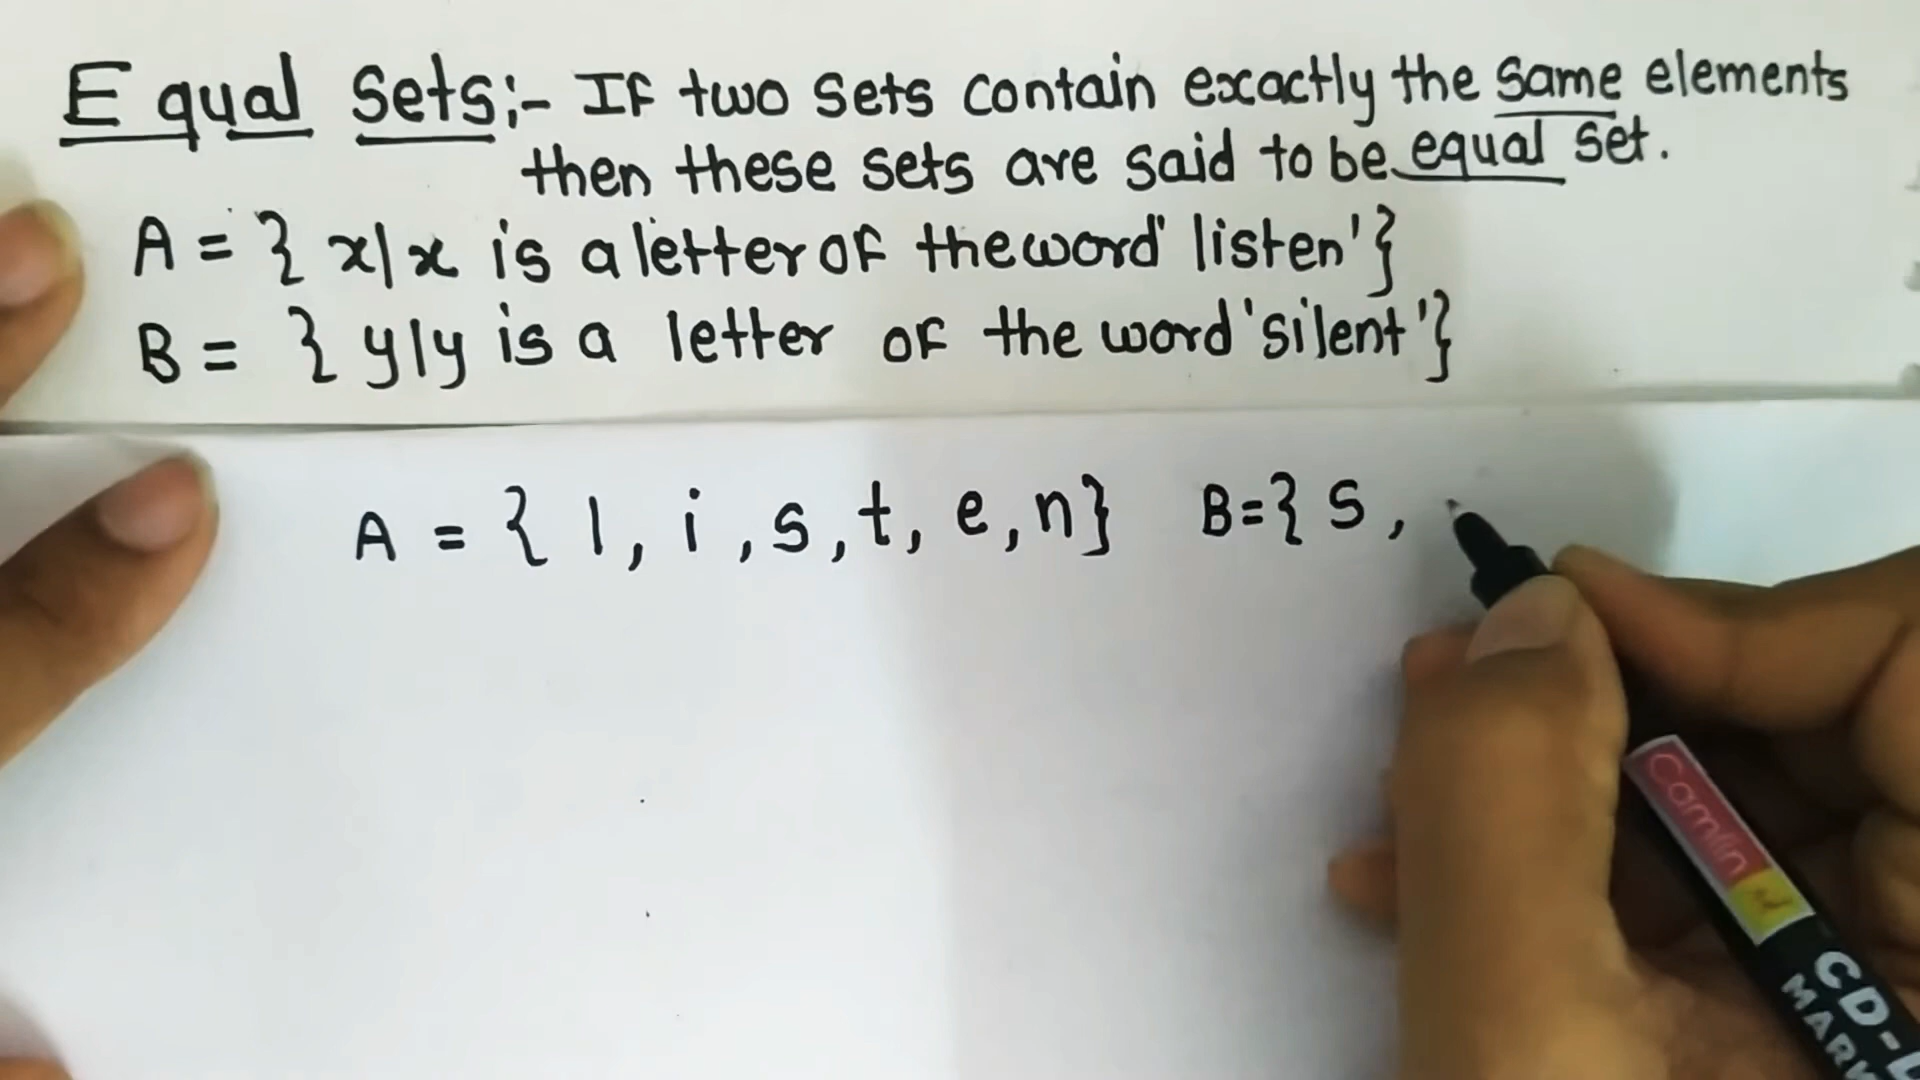 Equal Sets:- If two sets contain exactly the same elements
then these sets are said to be equal set.
A = { x|x is a letter of the word 'listen'}
B = { y|y is a letter of the word 'silent'}
A = { l, i, s, t, e, n} B={ s,
Camlin
CD-
MARK